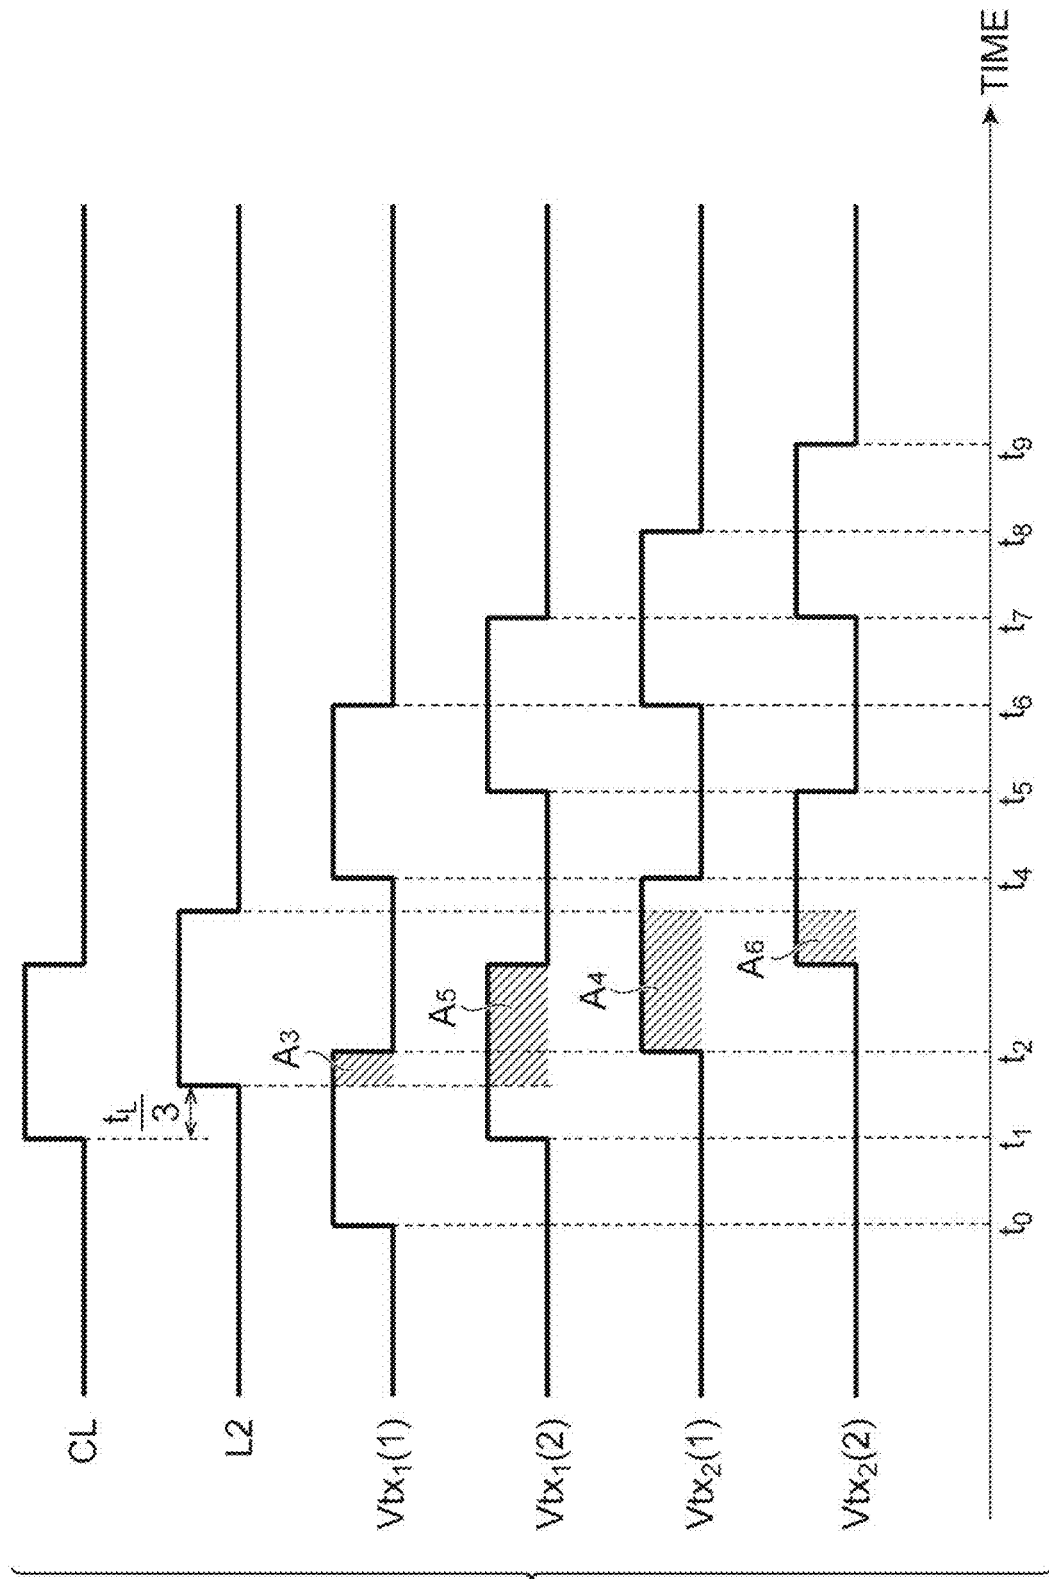 CL
t_L/3
L2
A3
Vtx₁(1)
A5
Vtx₁(2)
A4
Vtx₂(1)
A6
Vtx₂(2)
t₀ t₁ t₂ t₄ t₅ t₆ t₇ t₈ t₉
TIME